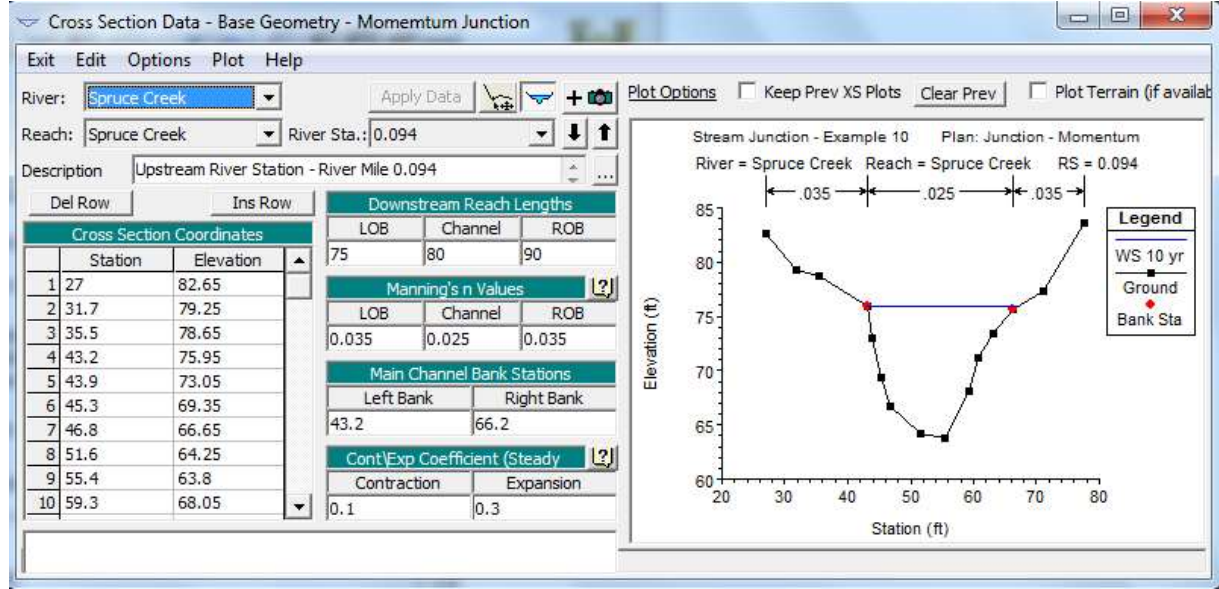 Cross Section Data - Base Geometry - Momemtum Junction
Exit Edit Options Plot Help
River: Spruce Creek Apply Data
Reach: Spruce Creek River Sta.: 0.094
Description Upstream River Station - River Mile 0.094 ...
Del Row Ins Row
Cross Section Coordinates
Station Elevation
1 27 82.65
2 31.7 79.25
3 35.5 78.65
4 43.2 75.95
5 43.9 73.05
6 45.3 69.35
7 46.8 66.65
8 51.6 64.25
9 55.4 63.8
10 59.3 68.05
Downstream Reach Lengths
LOB Channel ROB
75 80 90
Manning's n Values
LOB Channel ROB
0.035 0.025 0.035
Main Channel Bank Stations
Left Bank Right Bank
43.2 66.2
Cont\Exp Coefficient (Steady
Contraction Expansion
0.1 0.3
Plot Options Keep Prev XS Plots Clear Prev Plot Terrain (if availab
Stream Junction - Example 10 Plan: Junction - Momentum
River = Spruce Creek Reach = Spruce Creek RS = 0.094
.035 .025 .035
85
80
75
70
65
60
Elevation (ft)
20 30 40 50 60 70 80
Station (ft)
Legend
WS 10 yr
Ground
Bank Sta